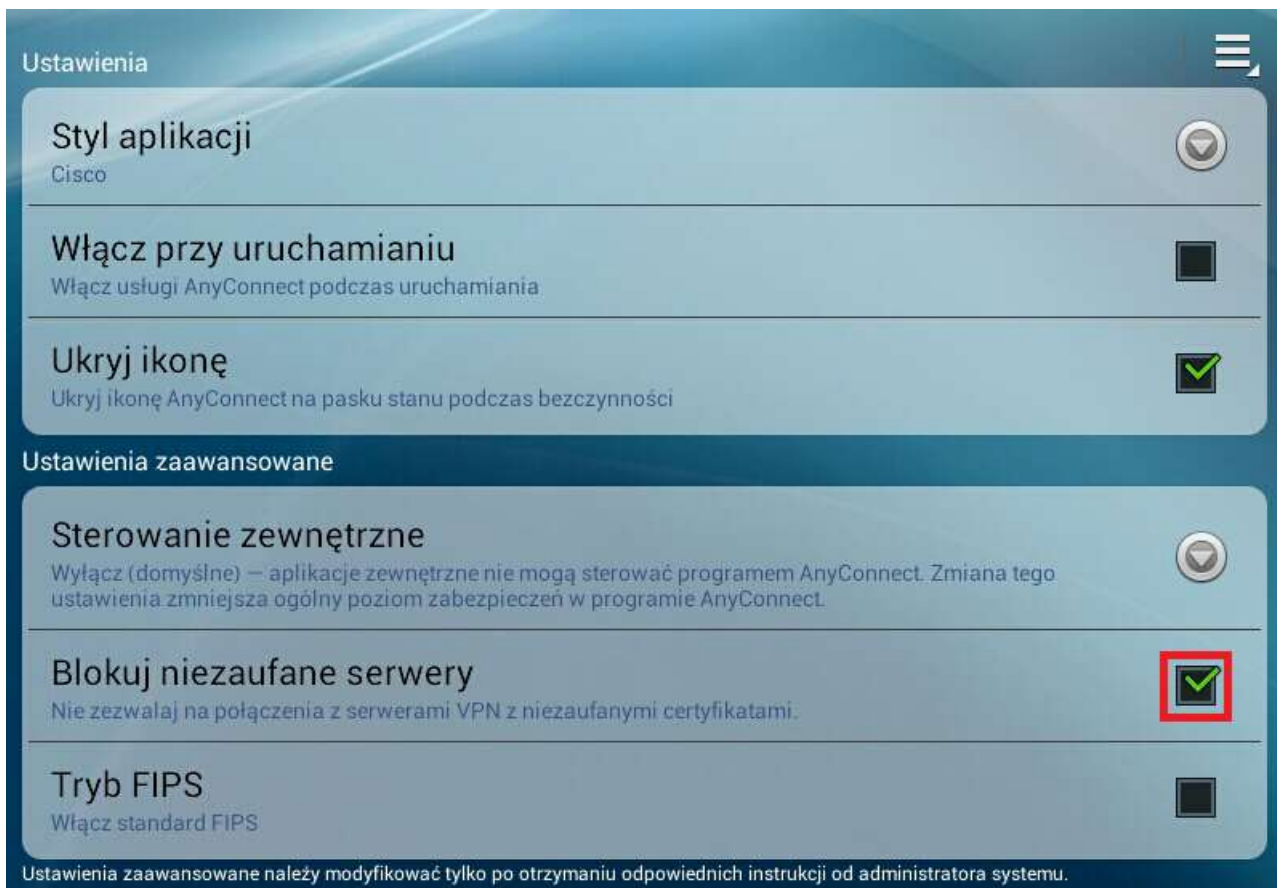 Ustawienia
Styl aplikacji
Cisco
Włącz przy uruchamianiu
Włącz usługi AnyConnect podczas uruchamiania
Ukryj ikonę
Ukryj ikonę AnyConnect na pasku stanu podczas bezczynności
Ustawienia zaawansowane
Sterowanie zewnętrzne
Wyłącz (domyślne) — aplikacje zewnętrzne nie mogą sterować programem AnyConnect. Zmiana tego
ustawienia zmniejsza ogólny poziom zabezpieczeń w programie AnyConnect.
Blokuj niezaufane serwery
Nie zezwalaj na połączenia z serwerami VPN z niezaufanymi certyfikatami.
Tryb FIPS
Włącz standard FIPS
Ustawienia zaawansowane należy modyfikować tylko po otrzymaniu odpowiednich instrukcji od administratora systemu.